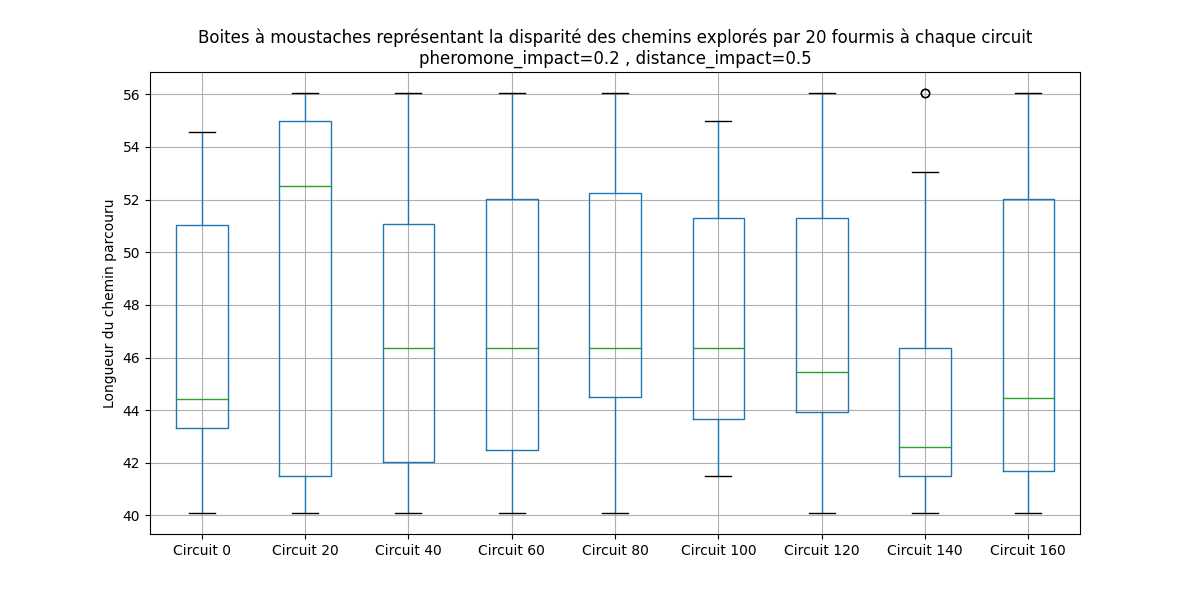 Boites à moustaches représentant la disparité des chemins explorés par 20 fourmis à chaque circuit
pheromone_impact=0.2 , distance_impact=0.5
Longueur du chemin parcouru
56
54
52
50
48
46
44
42
40
Circuit 0 Circuit 20 Circuit 40 Circuit 60 Circuit 80 Circuit 100 Circuit 120 Circuit 140 Circuit 160